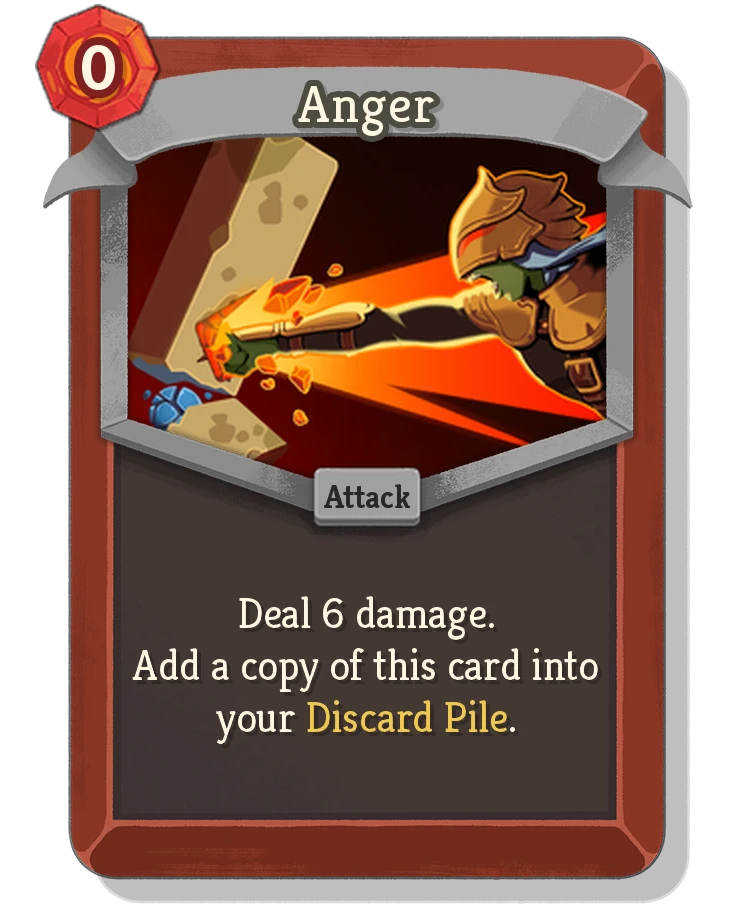 0
Anger
Attack
Deal 6 damage.
Add a copy of this card into
your Discard Pile.